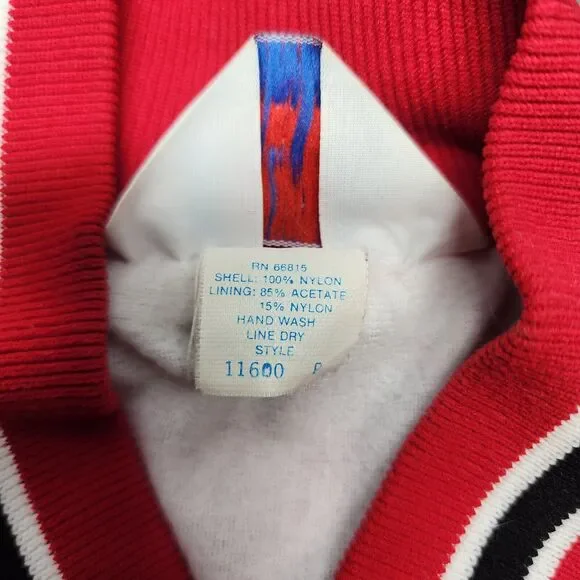 RN 66815
SHELL: 100% NYLON
LINING: 85% ACETATE
15% NYLON
HAND WASH
LINE DRY
STYLE
11600